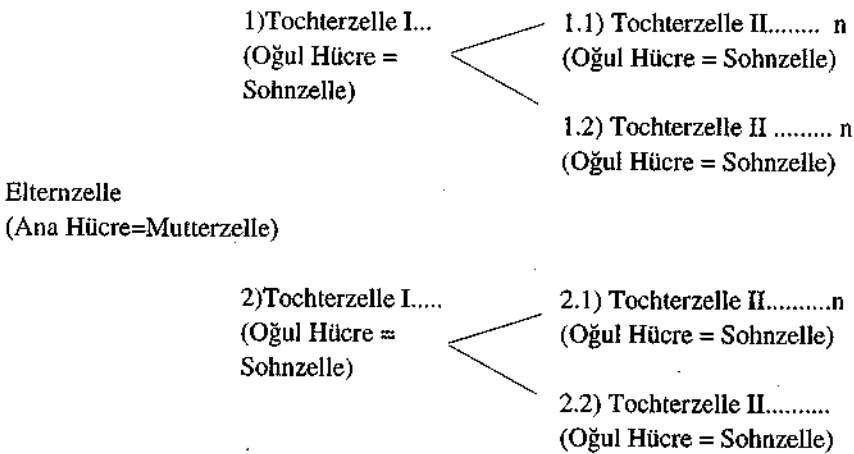 1)Tochterzelle I...
(Oğul Hücre =
Sohnzelle)
1.1) Tochterzelle II........ n
(Oğul Hücre = Sohnzelle)
1.2) Tochterzelle II ......... n
(Oğul Hücre = Sohnzelle)
Elternzelle
(Ana Hücre=Mutterzelle)
2)Tochterzelle I.....
(Oğul Hücre =
Sohnzelle)
2.1) Tochterzelle II..........n
(Oğul Hücre = Sohnzelle)
2.2) Tochterzelle II..........
(Oğul Hücre = Sohnzelle)